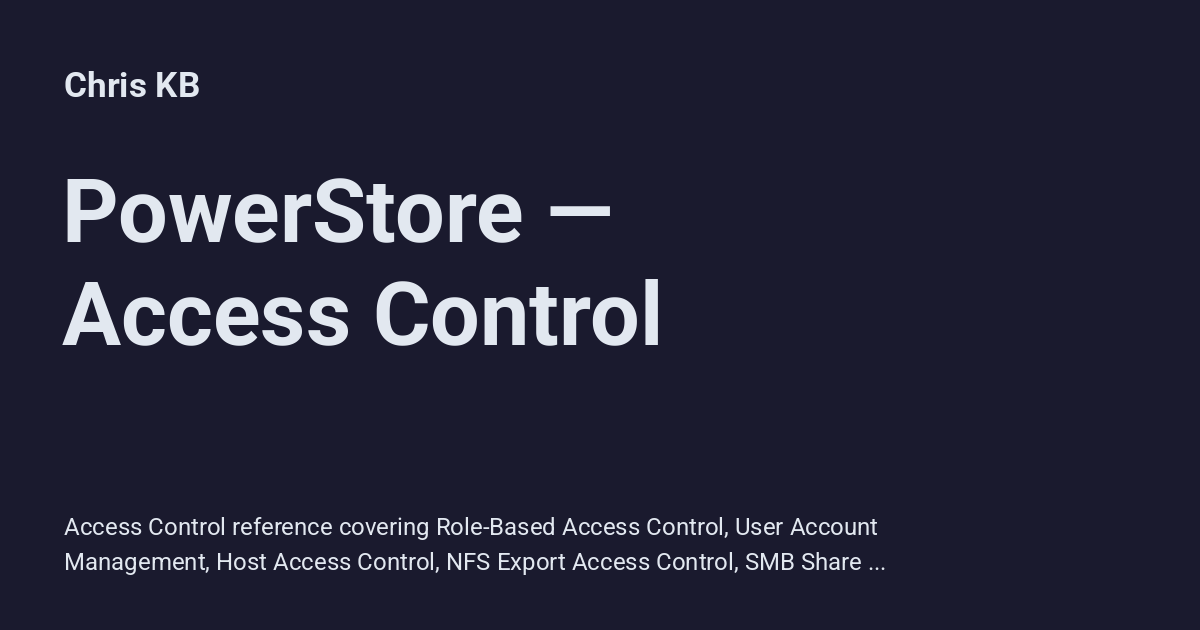 Chris KB
PowerStore —
Access Control
Access Control reference covering Role-Based Access Control, User Account
Management, Host Access Control, NFS Export Access Control, SMB Share ...